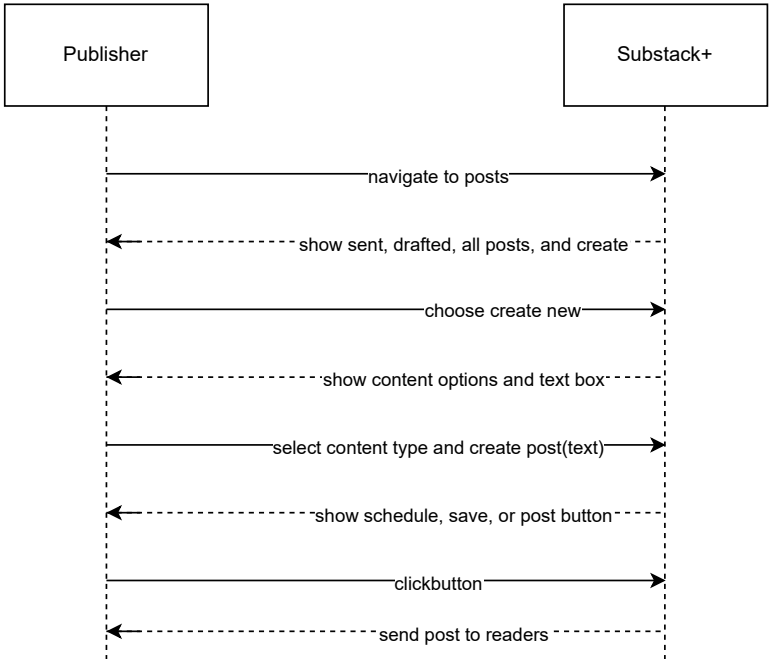 Publisher
Substack+
navigate to posts
show sent, drafted, all posts, and create
choose create new
show content options and text box
select content type and create post(text)
show schedule, save, or post button
clickbutton
send post to readers